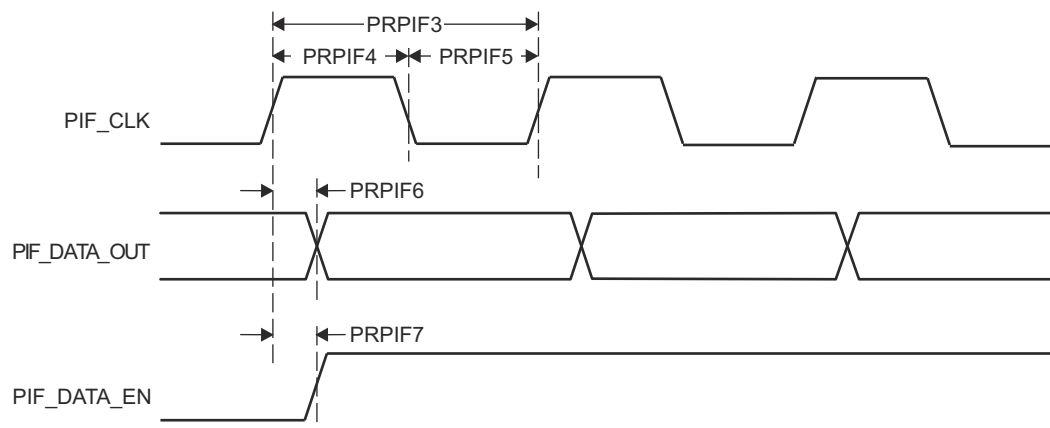 PRPIF3
PRPIF4 PRPIF5
PIF_CLK
PRPIF6
PIF_DATA_OUT
PRPIF7
PIF_DATA_EN